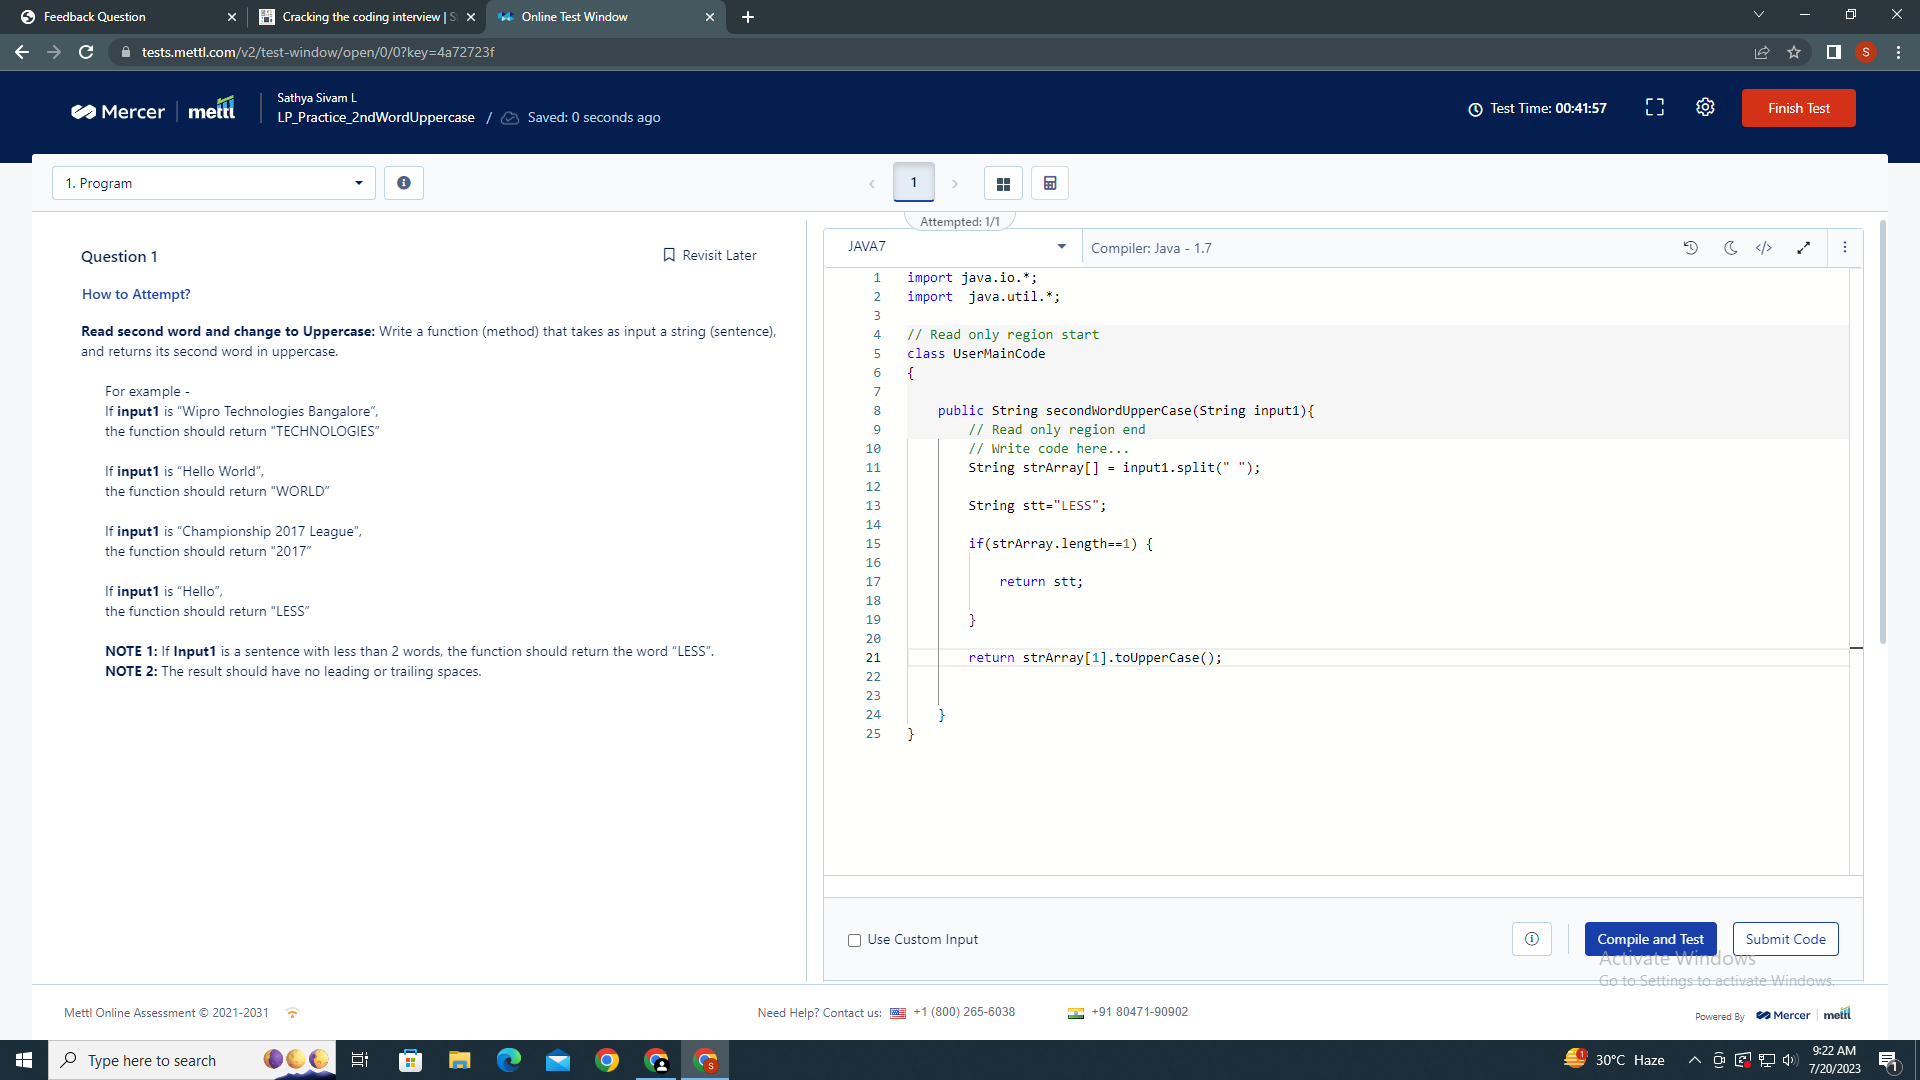 Feedback Question
Cracking the coding interview | S
Online Test Window
tests.mettl.com/v2/test-window/open/0/0?key=4a72723f
S
Mercer | mettl
Sathya Sivam L
LP_Practice_2ndWordUppercase / Saved: 0 seconds ago
Test Time: 00:41:57
Finish Test
1. Program
1
Attempted: 1/1
Question 1
Revisit Later
How to Attempt?
Read second word and change to Uppercase: Write a function (method) that takes as input a string (sentence),
and returns its second word in uppercase.
For example -
If input1 is “Wipro Technologies Bangalore”,
the function should return "TECHNOLOGIES”
If input1 is “Hello World”,
the function should return "WORLD”
If input1 is “Championship 2017 League”,
the function should return "2017”
If input1 is “Hello”,
the function should return "LESS”
NOTE 1: If Input1 is a sentence with less than 2 words, the function should return the word “LESS”.
NOTE 2: The result should have no leading or trailing spaces.
JAVA7
Compiler: Java - 1.7
1 import java.io.*;
2 import  java.util.*;
3
4 // Read only region start
5 class UserMainCode
6 {
7
8     public String secondWordUpperCase(String input1){
9         // Read only region end
10         // Write code here...
11         String strArray[] = input1.split(" ");
12
13         String stt="LESS";
14
15         if(strArray.length==1) {
16
17             return stt;
18
19         }
20
21         return strArray[1].toUpperCase();
22
23
24     }
25 }
Use Custom Input
Compile and Test
Submit Code
Activate Windows
Go to Settings to activate Windows.
Mettl Online Assessment © 2021-2031
Need Help? Contact us: +1 (800) 265-6038
+91 80471-90902
Powered By Mercer | mettl
Type here to search
S
1
30°C Haze
9:22 AM
7/20/2023
1